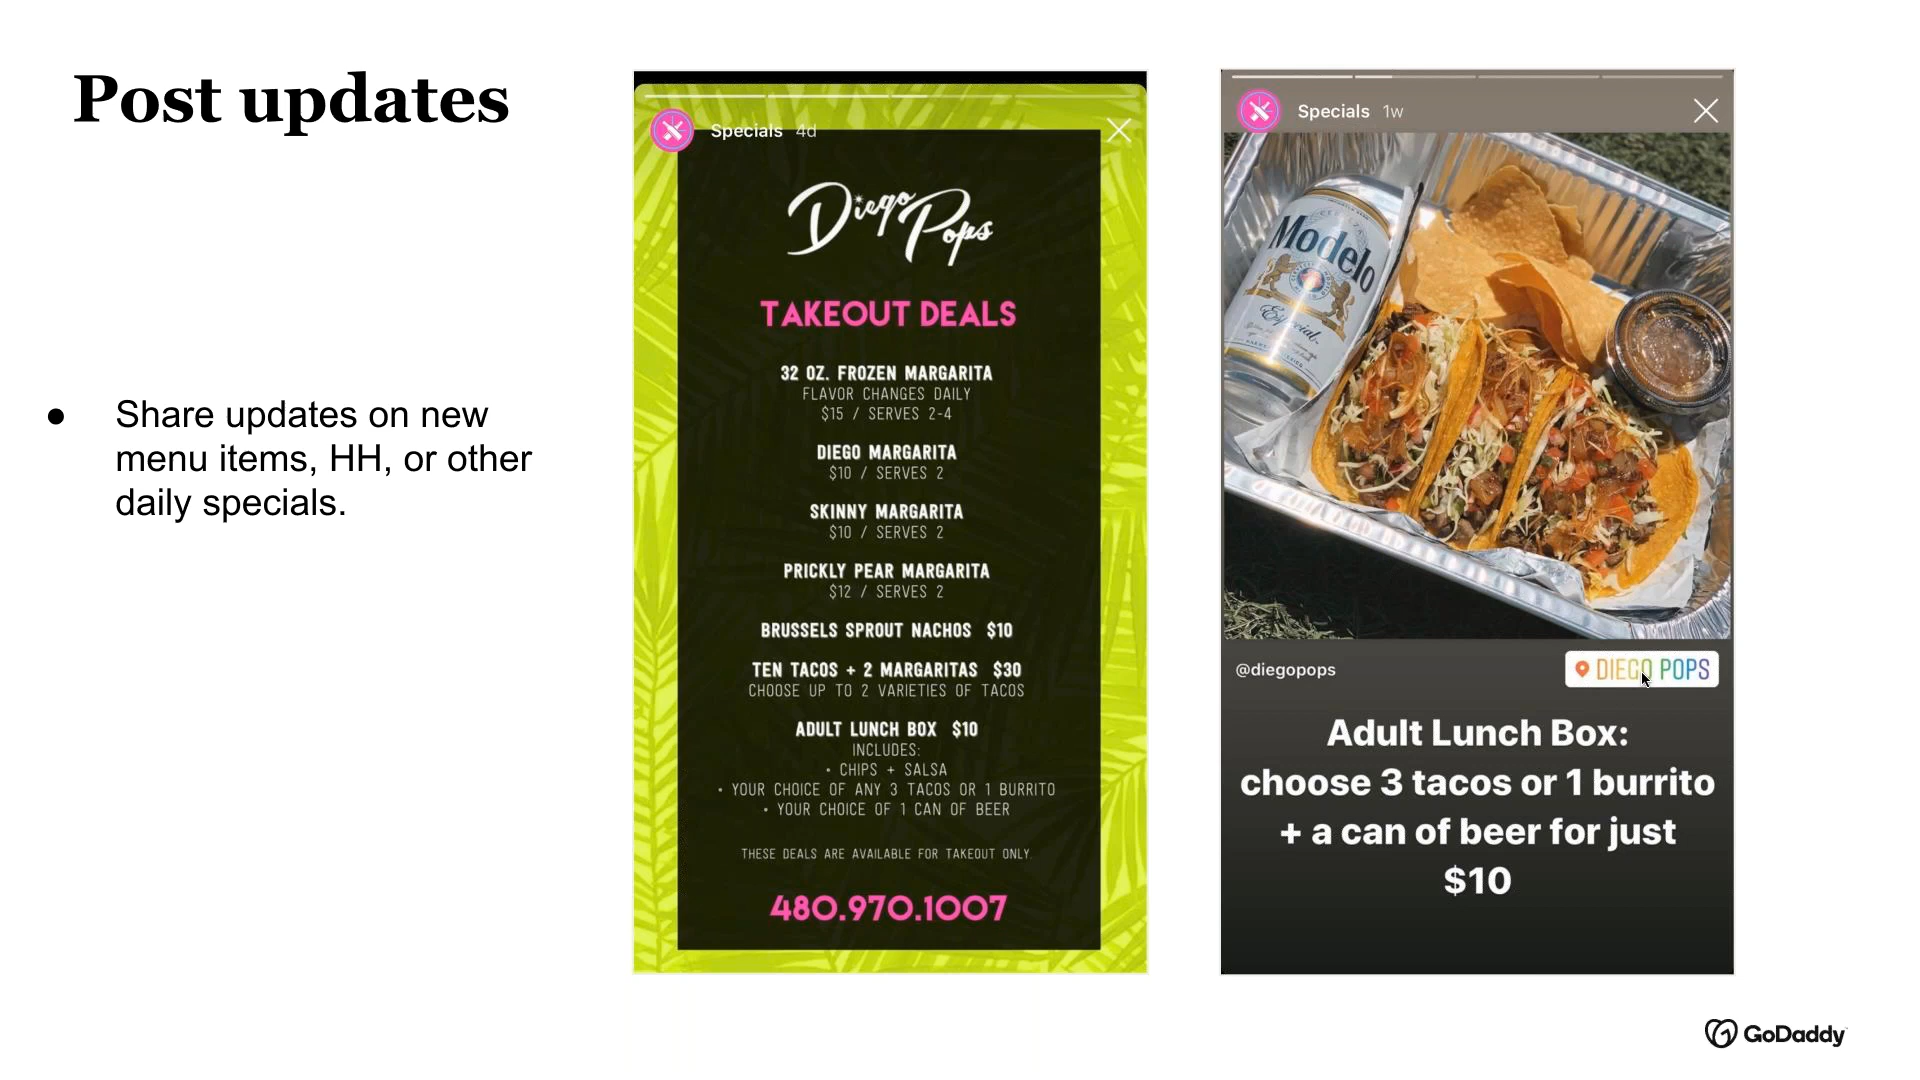 Post updates
● Share updates on new
menu items, HH, or other
daily specials.
Specials 4d
Diego Pops
TAKEOUT DEALS
32 OZ. FROZEN MARGARITA
FLAVOR CHANGES DAILY
$15 / SERVES 2-4
DIEGO MARGARITA
$10 / SERVES 2
SKINNY MARGARITA
$10 / SERVES 2
PRICKLY PEAR MARGARITA
$12 / SERVES 2
BRUSSELS SPROUT NACHOS $10
TEN TACOS + 2 MARGARITAS $30
CHOOSE UP TO 2 VARIETIES OF TACOS
ADULT LUNCH BOX $10
INCLUDES:
• CHIPS + SALSA
• YOUR CHOICE OF ANY 3 TACOS OR 1 BURRITO
• YOUR CHOICE OF 1 CAN OF BEER
THESE DEALS ARE AVAILABLE FOR TAKEOUT ONLY.
480.970.1007
Specials 1w
CERVEZA
Modelo
Especial
@diegopops
DIEGO POPS
Adult Lunch Box:
choose 3 tacos or 1 burrito
+ a can of beer for just
$10
GoDaddy